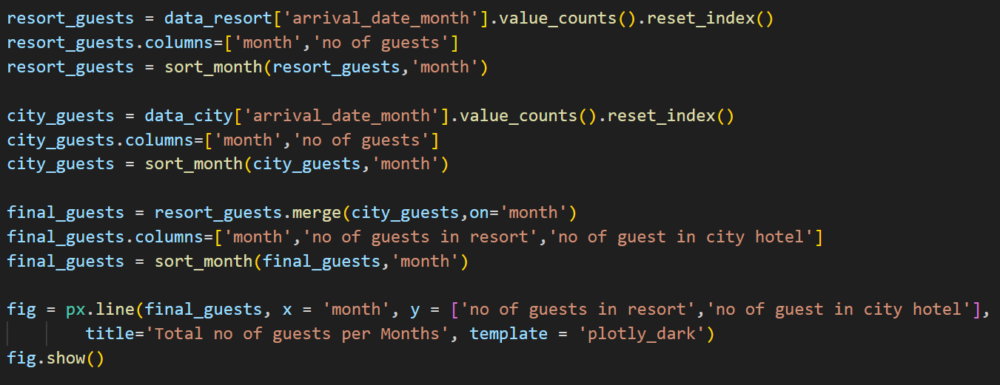 resort_guests = data_resort['arrival_date_month'].value_counts().reset_index()
resort_guests.columns=['month','no of guests']
resort_guests = sort_month(resort_guests,'month')
city_guests = data_city['arrival_date_month'].value_counts().reset_index()
city_guests.columns=['month','no of guests']
city_guests = sort_month(city_guests,'month')
final_guests = resort_guests.merge(city_guests,on='month')
final_guests.columns=['month','no of guests in resort','no of guest in city hotel']
final_guests = sort_month(final_guests,'month')
fig = px.line(final_guests, x = 'month', y = ['no of guests in resort','no of guest in city hotel'],
title='Total no of guests per Months', template = 'plotly_dark')
fig.show()